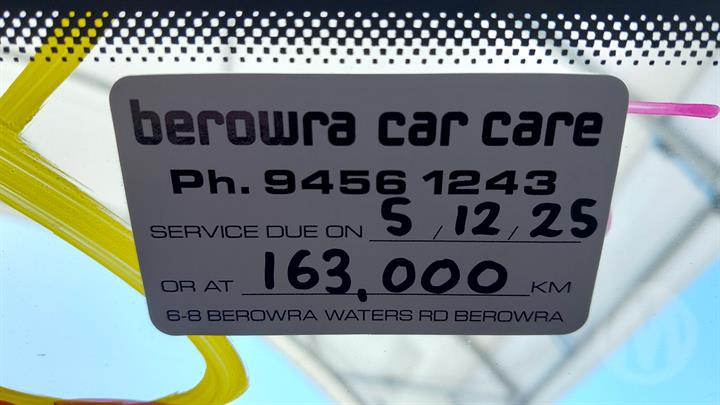 berowra car care
Ph. 9456 1243
SERVICE DUE ON 5 / 12 / 25
OR AT 163,000 KM
6-8 BEROWRA WATERS RD BEROWRA